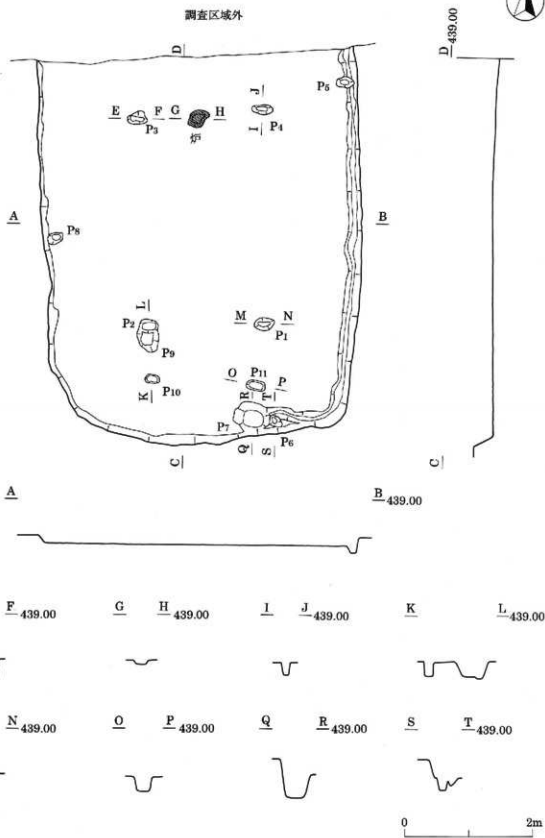 調査区域外
D
D 439.00
J
P5
E F G H
P3 P4
I
炉
A B
P8
L
M N
P2 P1
P9
O P11 P
P10
K R T
P7 P6
C Q S C
A B 439.00
F 439.00 G H 439.00 I J 439.00 K L 439.00
N 439.00 O P 439.00 Q R 439.00 S T 439.00
0 2m